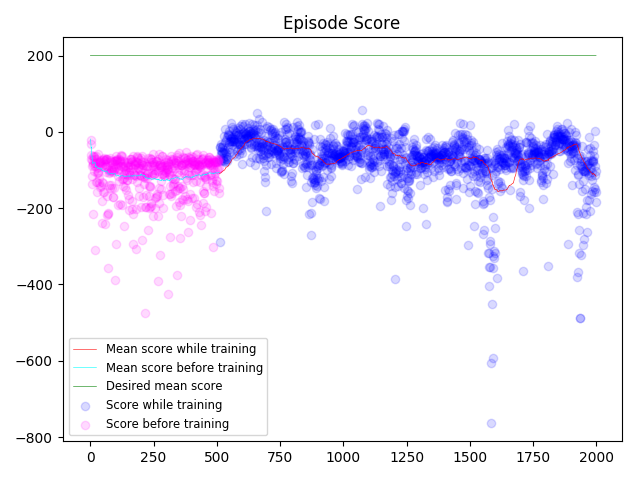 Episode Score
200
0
−200
−400
−600
−800
Mean score while training
Mean score before training
Desired mean score
Score while training
Score before training
0 250 500 750 1000 1250 1500 1750 2000